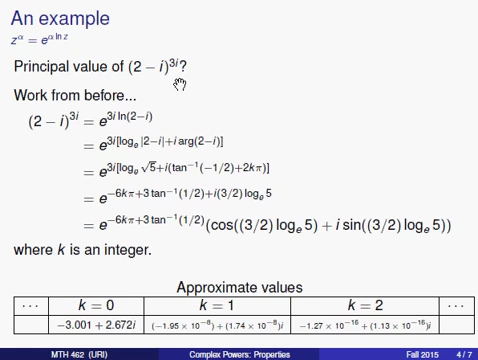 An example
z^α = e^{α ln z}
Principal value of (2 − i)^{3i}?
Work from before...
(2 − i)^{3i} = e^{3i ln(2−i)}
= e^{3i[log_e |2−i|+i arg(2−i)]}
= e^{3i[log_e √5+i(tan^{−1}(−1/2)+2kπ)]}
= e^{−6kπ+3 tan^{−1}(1/2)+i(3/2) log_e 5}
= e^{−6kπ+3 tan^{−1}(1/2)}(cos((3/2) log_e 5) + i sin((3/2) log_e 5))
where k is an integer.
Approximate values
··· k = 0 k = 1 k = 2 ···
−3.001 + 2.672i (−1.95 × 10^{−8}) + (1.74 × 10^{−8})i −1.27 × 10^{−16} + (1.13 × 10^{−16})i
MTH 462 (URI) Complex Powers: Properties Fall 2015 4 / 7